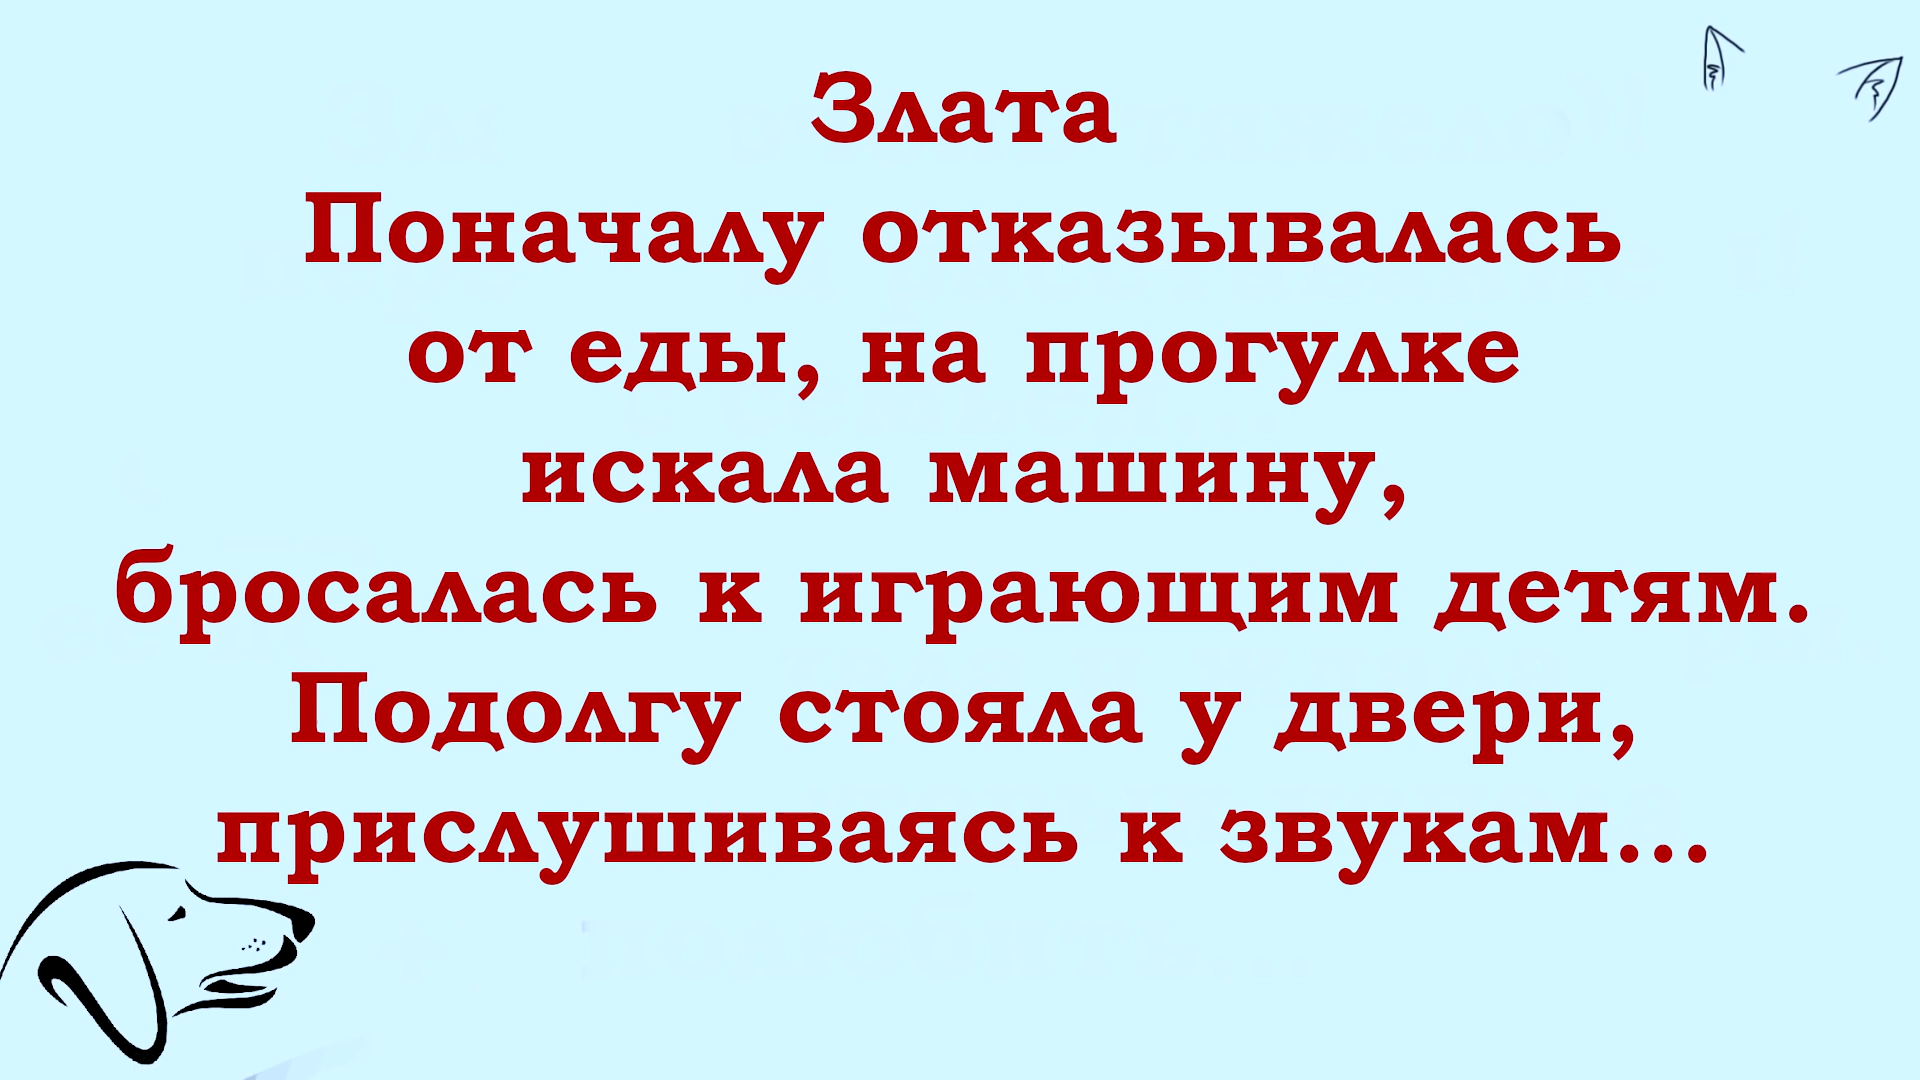 Злата
Поначалу отказывалась
от еды, на прогулке
искала машину,
бросалась к играющим детям.
Подолгу стояла у двери,
прислушиваясь к звукам...